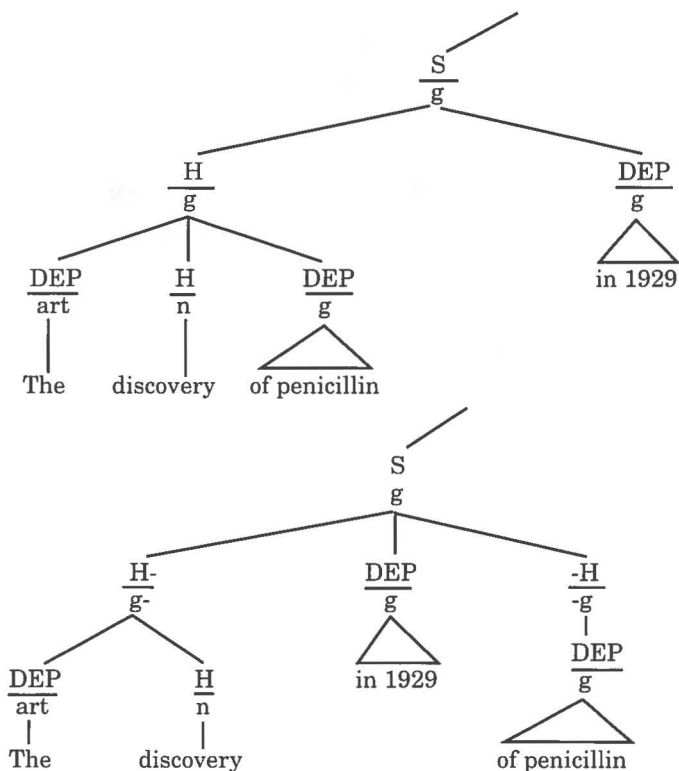 S
g
H
g
DEP
g
DEP
art
H
n
DEP
g
in 1929
The
discovery
of penicillin
S
g
H-
g-
DEP
g
-H
-g
DEP
art
H
n
in 1929
DEP
g
The
discovery
of penicillin